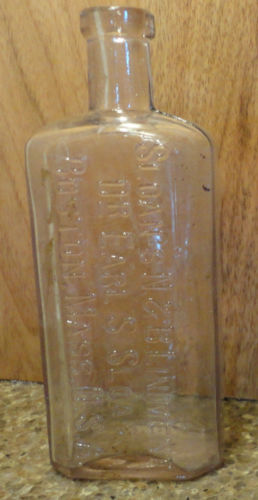 SLOAN'S N & B LINIMENT
DR EARL S. SLOAN
BOSTON, MASS. U.S.A.